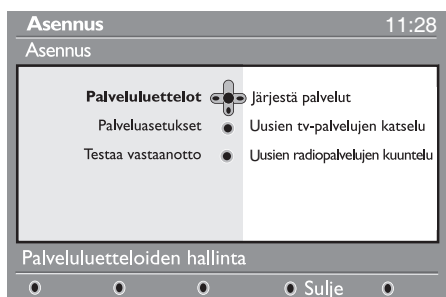 Asennus 11:28
Asennus
Palveluluettelot Järjestä palvelut
Palveluasetukset Uusien tv-palvelujen katselu
Testaa vastaanotto Uusien radiopalvelujen kuuntelu
Palveluluetteloiden hallinta
Sulje